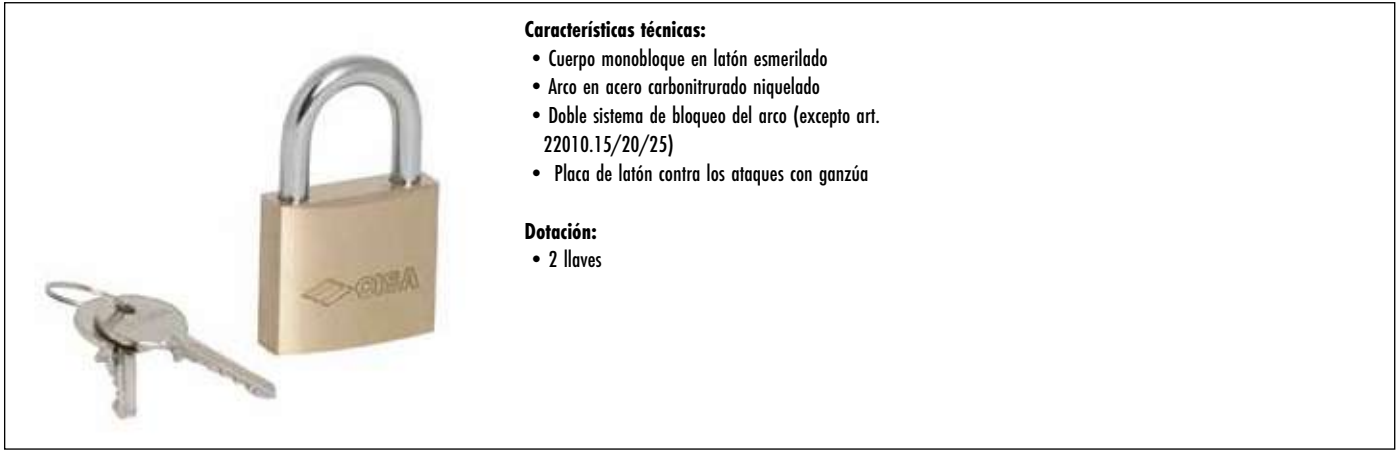 Características técnicas:
• Cuerpo monobloque en latón esmerilado
• Arco en acero carbonitrurado niquelado
• Doble sistema de bloqueo del arco (excepto art.
22010.15/20/25)
• Placa de latón contra los ataques con ganzúa
Dotación:
• 2 llaves
CISA